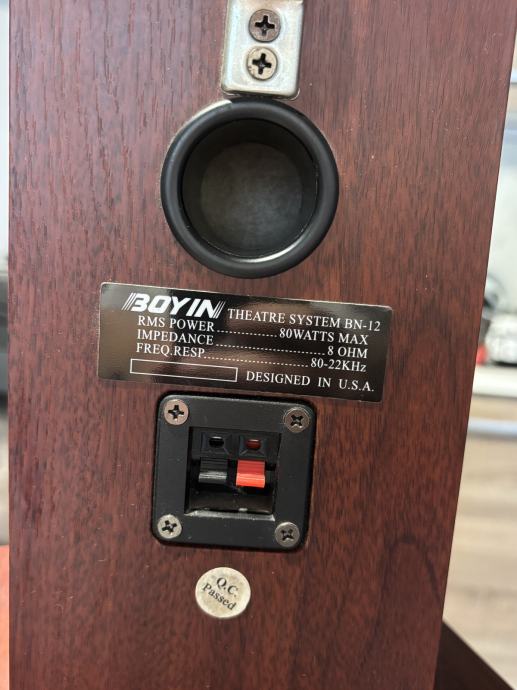 BOYIN THEATRE SYSTEM BN-12
RMS POWER....................80WATTS MAX
IMPEDANCE..............................8 OHM
FREQ.RESP..........................80-22KHz
DESIGNED IN U.S.A.
Q.C.
Passed